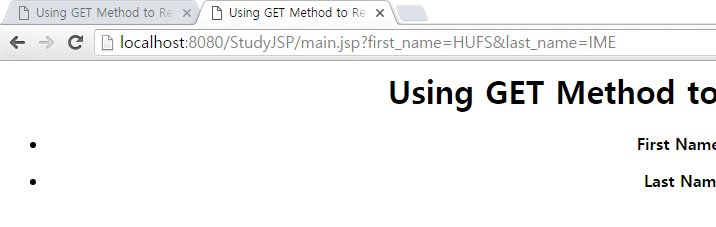 Using GET Method to Re
Using GET Method to Re
localhost:8080/StudyJSP/main.jsp?first_name=HUFS&last_name=IME
Using GET Method to
First Name
Last Nam